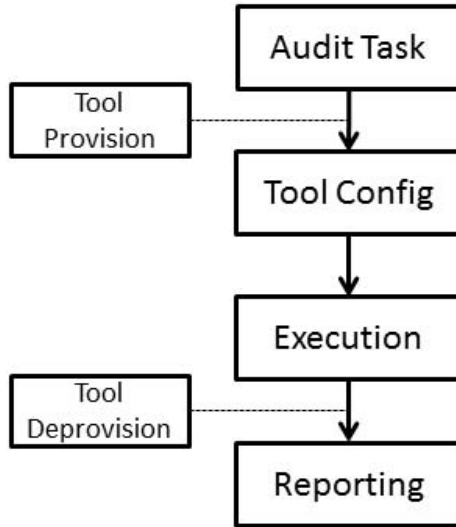 Audit Task
Tool
Provision
Tool Config
Execution
Tool
Deprovision
Reporting